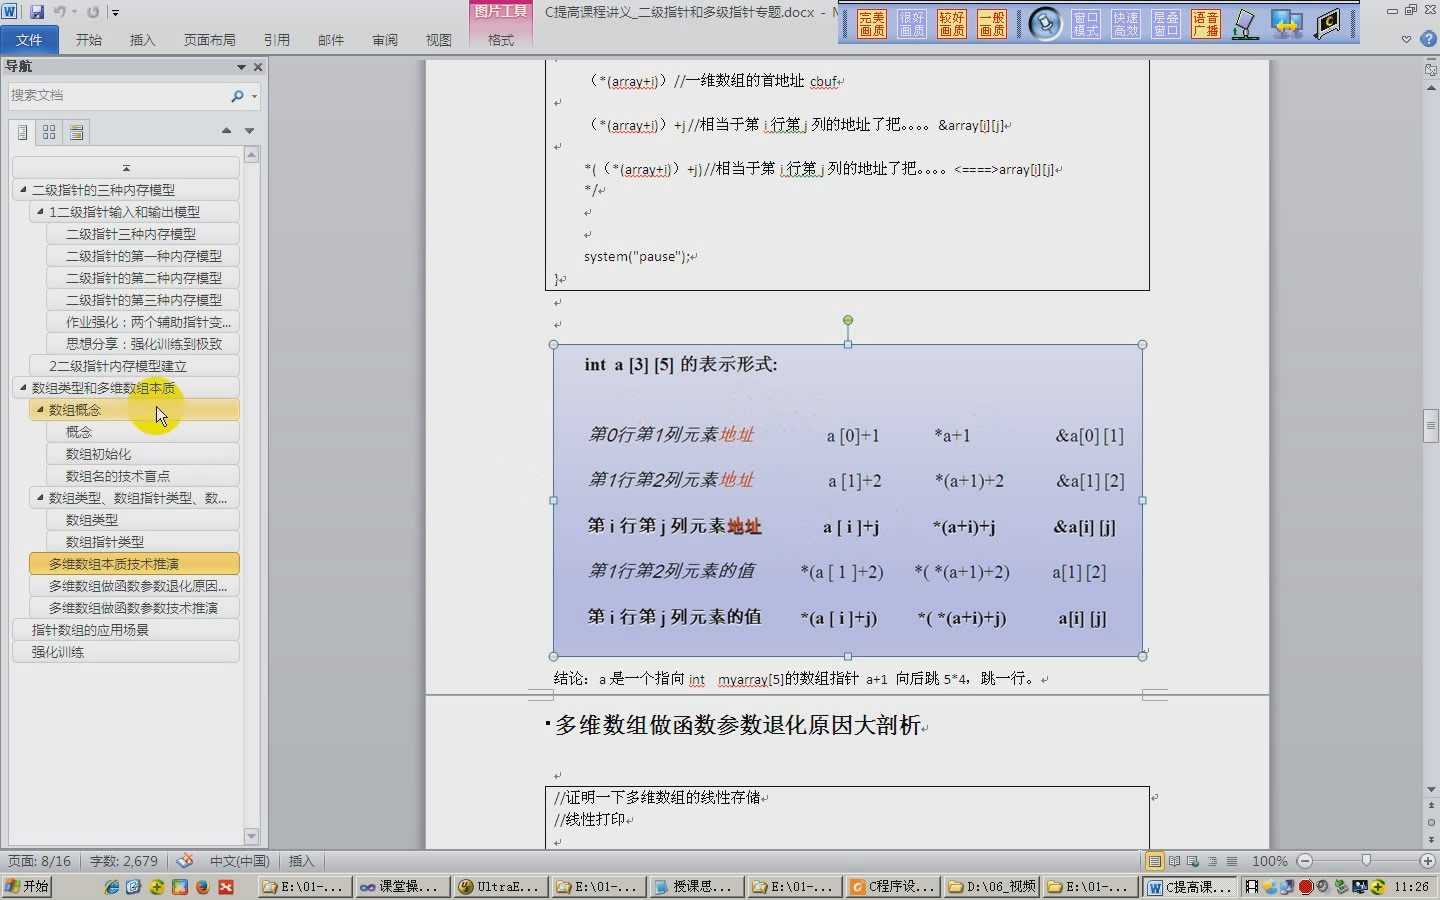 图片工具
C提高课程讲义_二级指针和多级指针专题.docx - M
完美画质
很好画质
较好画质
一般画质
窗口模式
快速高效
层叠窗口
语音广播
文件
开始
插入
页面布局
引用
邮件
审阅
视图
格式
导航
搜索文档
二级指针的三种内存模型
1二级指针输入和输出模型
二级指针三种内存模型
二级指针的第一种内存模型
二级指针的第二种内存模型
二级指针的第三种内存模型
作业强化：两个辅助指针变...
思想分享：强化训练到极致
2二级指针内存模型建立
数组类型和多维数组本质
数组概念
概念
数组初始化
数组名的技术盲点
数组类型、数组指针类型、数...
数组类型
数组指针类型
多维数组本质技术推演
多维数组做函数参数退化原因...
多维数组做函数参数技术推演
指针数组的应用场景
强化训练
（*(array+i)）//一维数组的首地址 cbuf
（*(array+i)）+j //相当于第 i 行第 j 列的地址了把。。。。&array[i][j]
*(（*(array+i)）+j)//相当于第 i 行第 j 列的地址了把。。。。<====>array[i][j]
*/
system("pause");
}
int a [3] [5] 的表示形式:
第0行第1列元素地址 a [0]+1 *a+1 &a[0] [1]
第1行第2列元素地址 a [1]+2 *(a+1)+2 &a[1] [2]
第 i 行第 j 列元素地址 a [ i ]+j *(a+i)+j &a[i] [j]
第1行第2列元素的值 *(a [ 1 ]+2) *( *(a+1)+2) a[1] [2]
第 i 行第 j 列元素的值 *(a [ i ]+j) *( *(a+i)+j) a[i] [j]
结论：a 是一个指向 int myarray[5]的数组指针 a+1 向后跳 5*4，跳一行。
多维数组做函数参数退化原因大剖析
//证明一下多维数组的线性存储
//线性打印
页面: 8/16
字数: 2,679
中文(中国)
插入
100%
开始
E:\01-...
课堂操...
UltraE...
E:\01-...
授课思...
E:\01-...
C程序设...
D:\06_视频
E:\01-...
C提高课...
11:26